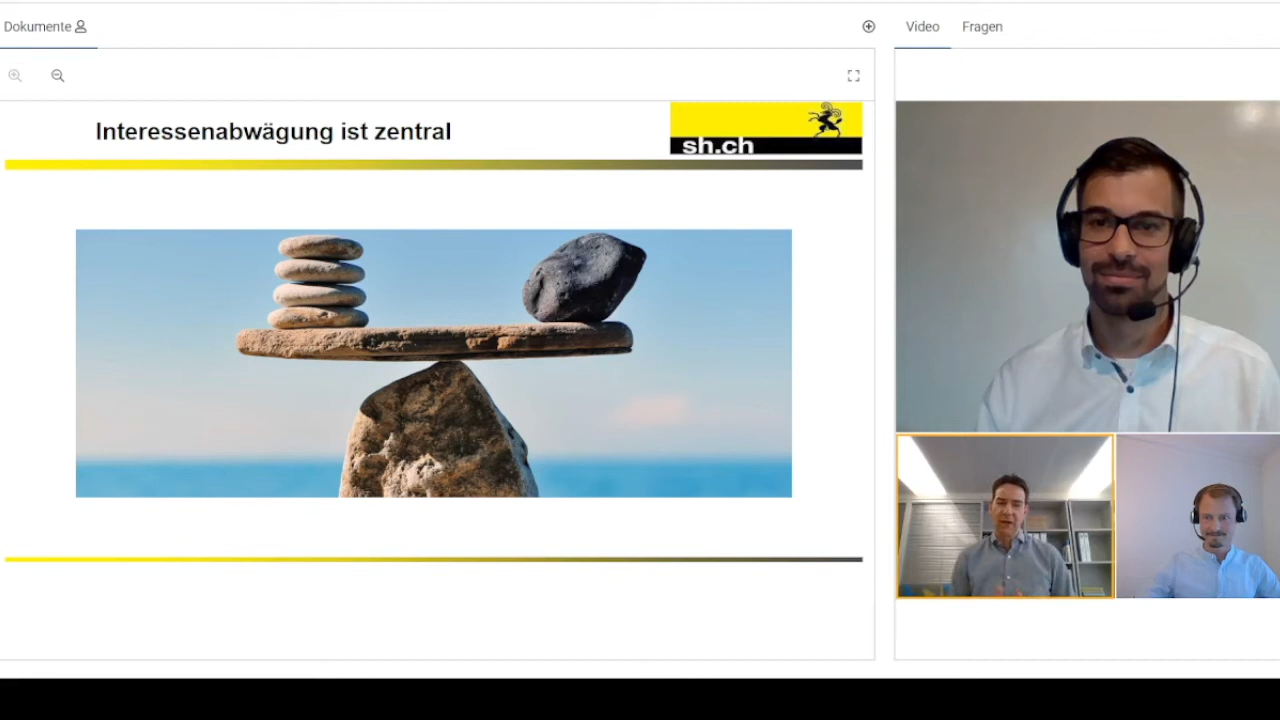 Dokumente
Video
Fragen
Interessenabwägung ist zentral
sh.ch